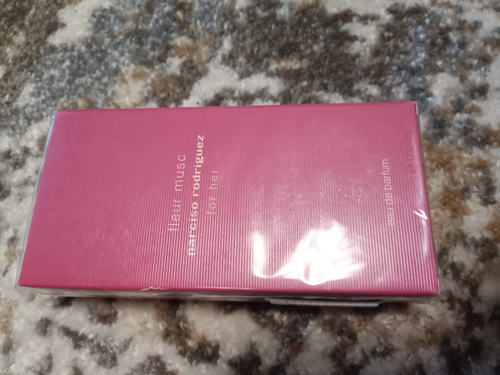 fleur musc
narciso rodriguez
for her
eau de parfum